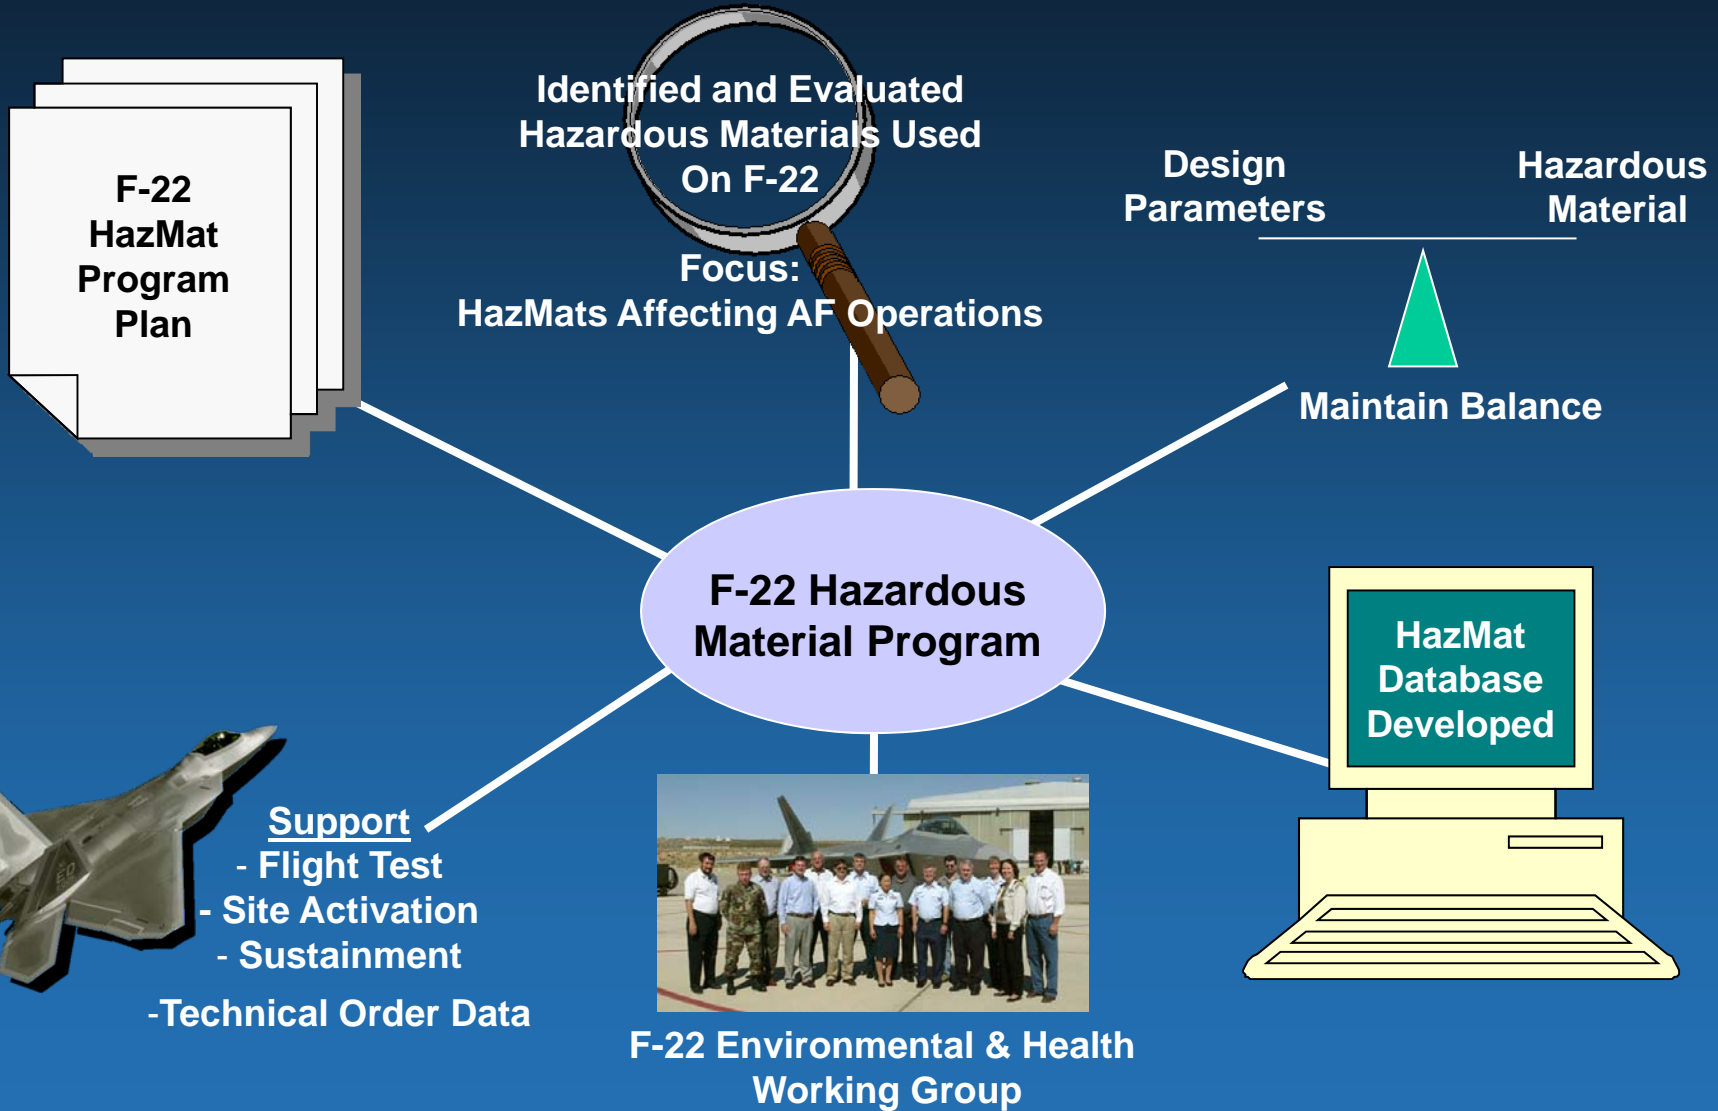 F-22
HazMat
Program
Plan
Identified and Evaluated
Hazardous Materials Used
On F-22
Focus:
HazMats Affecting AF Operations
Design
Parameters
Hazardous
Material
Maintain Balance
F-22 Hazardous
Material Program
HazMat
Database
Developed
Support
- Flight Test
- Site Activation
- Sustainment
-Technical Order Data
ED
F-22 Environmental & Health
Working Group